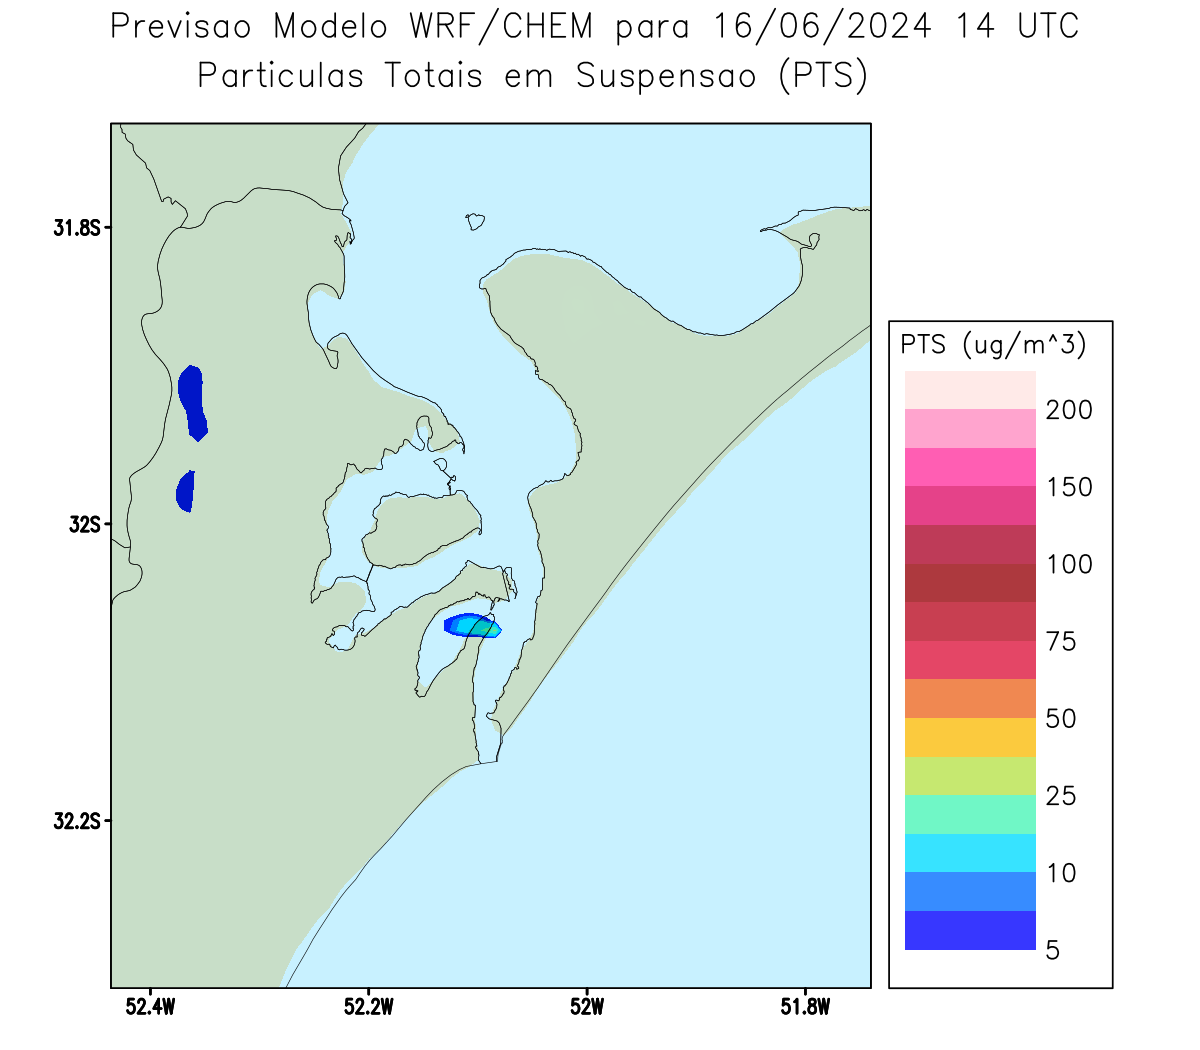 Previsao Modelo WRF/CHEM para 16/06/2024 14 UTC
Particulas Totais em Suspensao (PTS)
31.8S
32S
32.2S
52.4W
52.2W
52W
51.8W
PTS (ug/m^3)
200
150
100
75
50
25
10
5